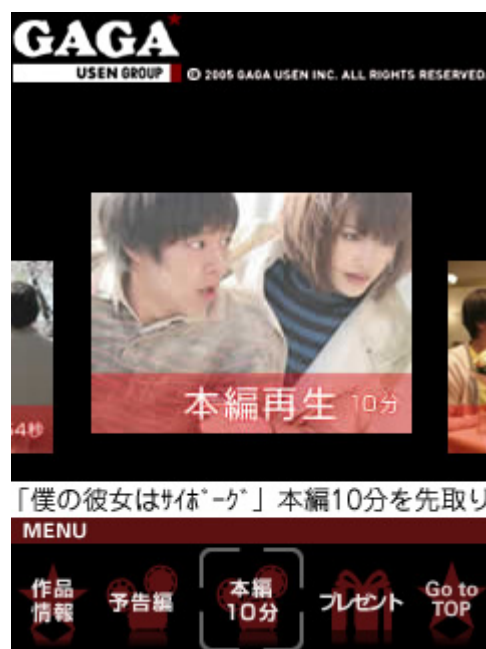 GAGA
USEN GROUP © 2005 GAGA USEN INC. ALL RIGHTS RESERVED.
4秒
本編再生 10分
「僕の彼女はｻｲﾎﾞｰｸﾞ」本編10分を先取り
MENU
作品
情報
予告編
本編
10分
プレゼント
Go to
TOP